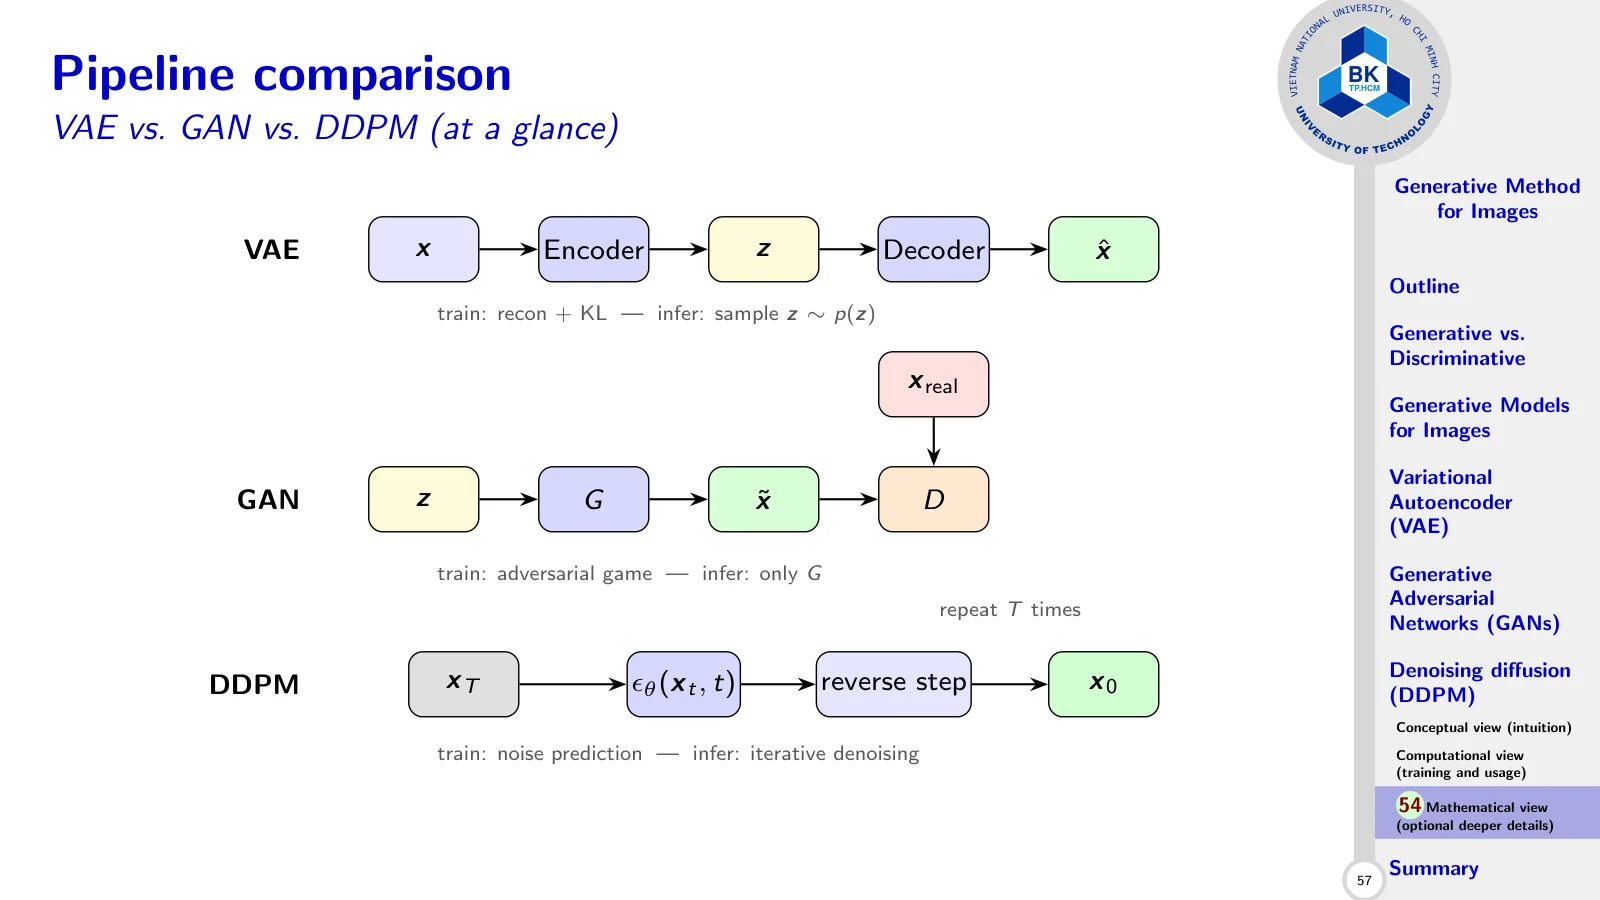 Pipeline comparison
VAE vs. GAN vs. DDPM (at a glance)
VAE
x
Encoder
z
Decoder
x̂
train: recon + KL — infer: sample z ∼ p(z)
x_real
GAN
z
G
x̃
D
train: adversarial game — infer: only G
repeat T times
DDPM
x_T
ϵ_θ(x_t, t)
reverse step
x_0
train: noise prediction — infer: iterative denoising
VIETNAM NATIONAL UNIVERSITY, HO CHI MINH CITY
BK
TP.HCM
UNIVERSITY OF TECHNOLOGY
Generative Method
for Images
Outline
Generative vs.
Discriminative
Generative Models
for Images
Variational
Autoencoder
(VAE)
Generative
Adversarial
Networks (GANs)
Denoising diffusion
(DDPM)
Conceptual view (intuition)
Computational view
(training and usage)
54 Mathematical view
(optional deeper details)
Summary
57